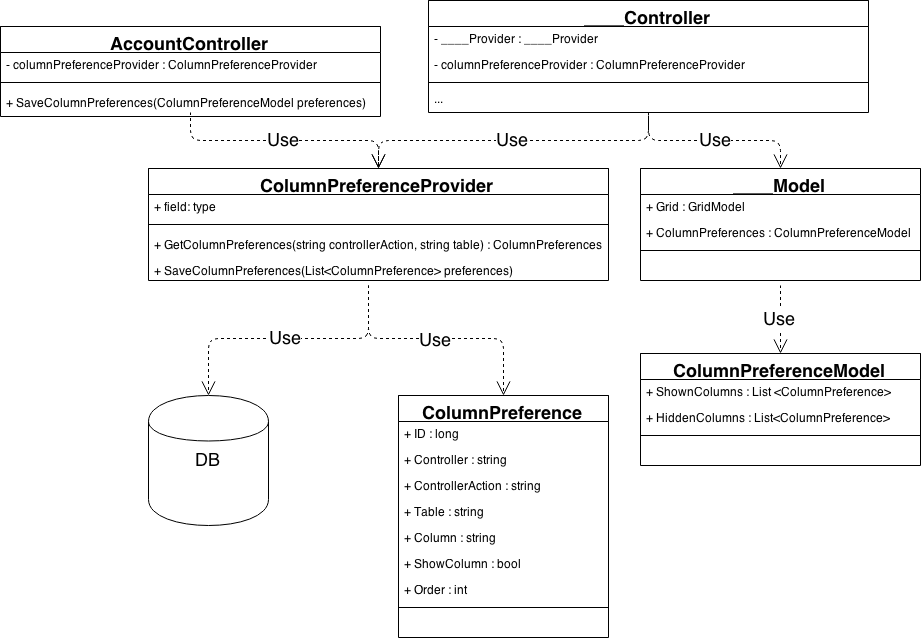 AccountController
- columnPreferenceProvider : ColumnPreferenceProvider
+ SaveColumnPreferences(ColumnPreferenceModel preferences)
____Controller
- ____Provider : ____Provider
- columnPreferenceProvider : ColumnPreferenceProvider
...
Use
Use
Use
ColumnPreferenceProvider
+ field: type
+ GetColumnPreferences(string controllerAction, string table) : ColumnPreferences
+ SaveColumnPreferences(List<ColumnPreference> preferences)
____Model
+ Grid : GridModel
+ ColumnPreferences : ColumnPreferenceModel
Use
Use
Use
ColumnPreferenceModel
+ ShownColumns : List <ColumnPreference>
+ HiddenColumns : List<ColumnPreference>
DB
ColumnPreference
+ ID : long
+ Controller : string
+ ControllerAction : string
+ Table : string
+ Column : string
+ ShowColumn : bool
+ Order : int